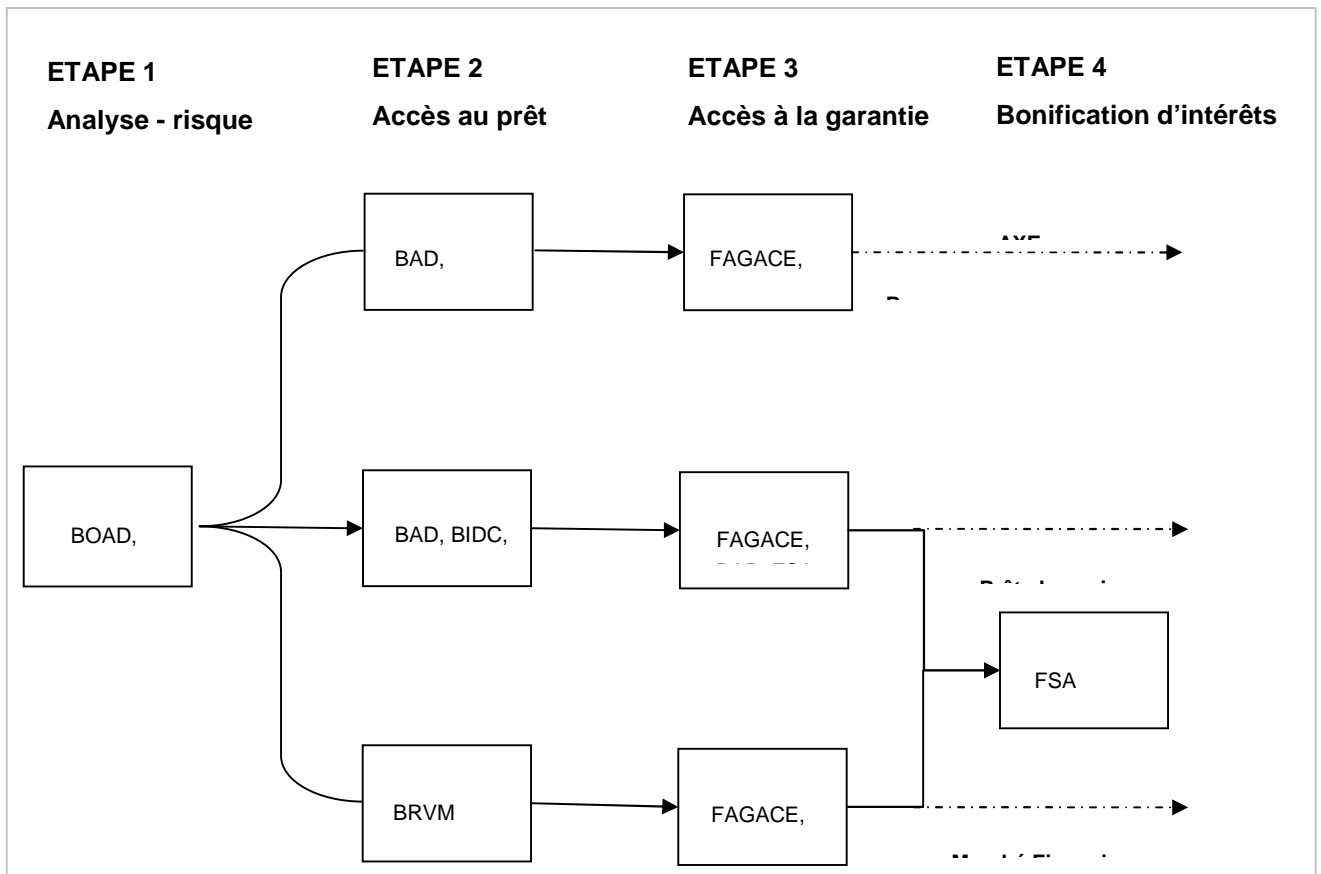 ETAPE 1
Analyse - risque
ETAPE 2
Accès au prêt
ETAPE 3
Accès à la garantie
ETAPE 4
Bonification d'intérêts
BAD,
FAGACE,
BOAD,
BAD, BIDC,
FAGACE,
FSA
BRVM
FAGACE,